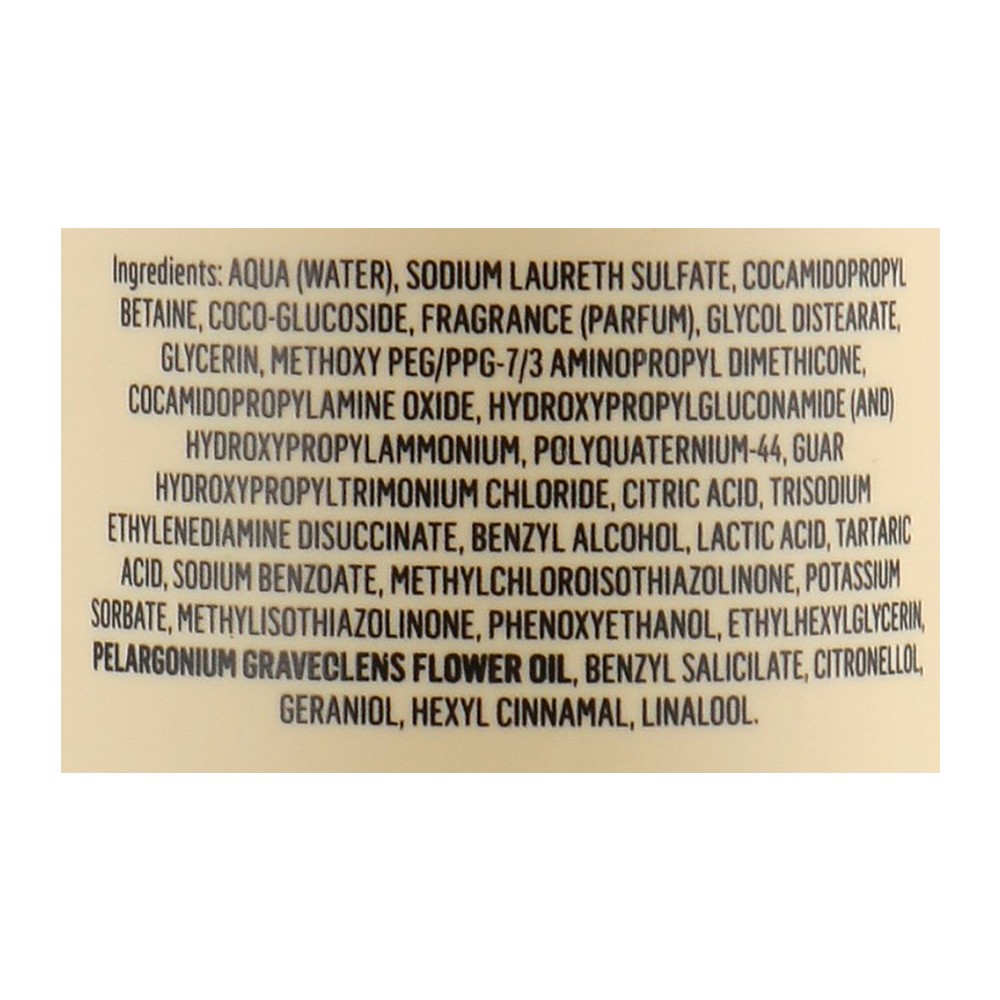 Ingredients: AQUA (WATER), SODIUM LAURETH SULFATE, COCAMIDOPROPYL
BETAINE, COCO-GLUCOSIDE, FRAGRANCE (PARFUM), GLYCOL DISTEARATE,
GLYCERIN, METHOXY PEG/PPG-7/3 AMINOPROPYL DIMETHICONE,
COCAMIDOPROPYLAMINE OXIDE, HYDROXYPROPYLGLUCONAMIDE (AND)
HYDROXYPROPYLAMMONIUM, POLYQUATERNIUM-44, GUAR
HYDROXYPROPYLTRIMONIUM CHLORIDE, CITRIC ACID, TRISODIUM
ETHYLENEDIAMINE DISUCCINATE, BENZYL ALCOHOL, LACTIC ACID, TARTARIC
ACID, SODIUM BENZOATE, METHYLCHLOROISOTHIAZOLINONE, POTASSIUM
SORBATE, METHYLISOTHIAZOLINONE, PHENOXYETHANOL, ETHYLHEXYLGLYCERIN,
PELARGONIUM GRAVECLENS FLOWER OIL, BENZYL SALICILATE, CITRONELLOL,
GERANIOL, HEXYL CINNAMAL, LINALOOL.